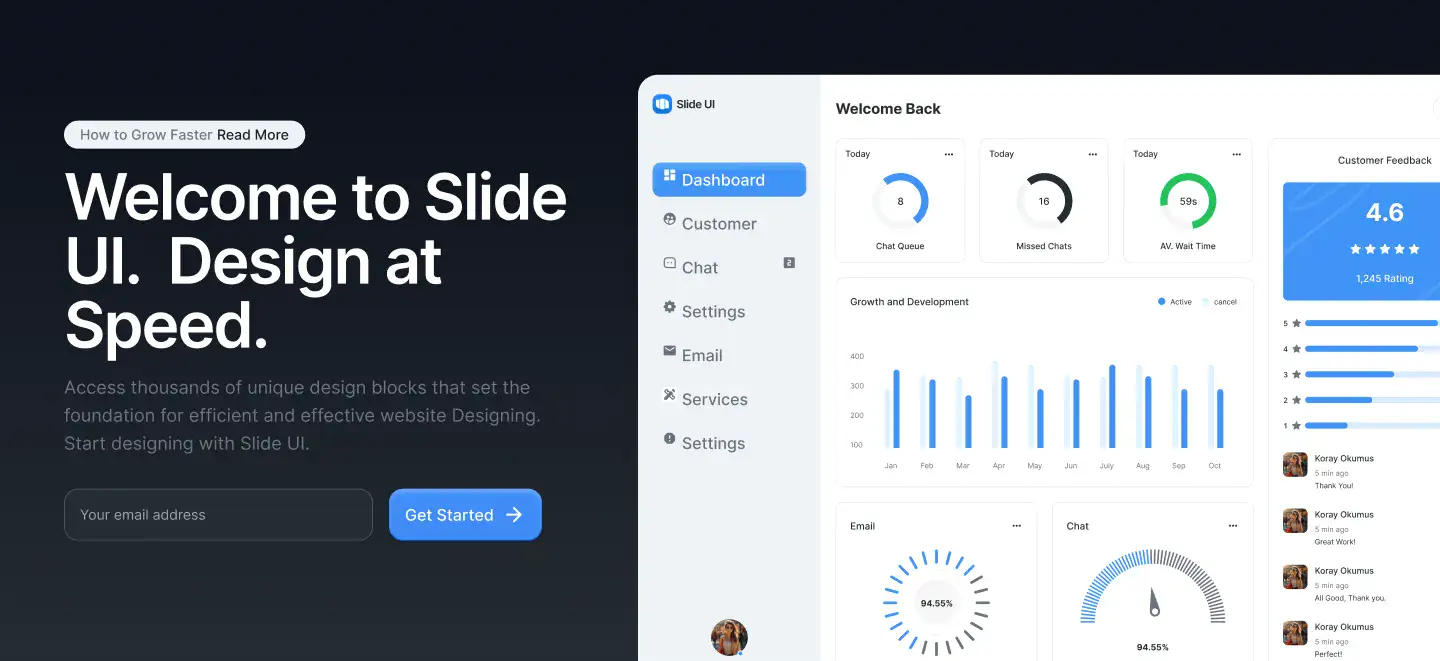 How to Grow Faster Read More
Welcome to Slide
UI. Design at
Speed.
Access thousands of unique design blocks that set the
foundation for efficient and effective website Designing.
Start designing with Slide UI.
Your email address
Get Started
Slide UI
Dashboard
Customer
Chat 2
Settings
Email
Services
Settings
Welcome Back
Today
8
Chat Queue
Today
16
Missed Chats
Today
59s
AV. Wait Time
Growth and Development
Active cancel
400
300
200
100
Jan Feb Mar Apr May Jun July Aug Sep Oct
Email
94.55%
Chat
94.55%
Customer Feedback
4.6
1,245 Rating
5
4
3
2
1
Koray Okumus
5 min ago
Thank You!
Koray Okumus
5 min ago
Great Work!
Koray Okumus
5 min ago
All Good, Thank you.
Koray Okumus
5 min ago
Perfect!